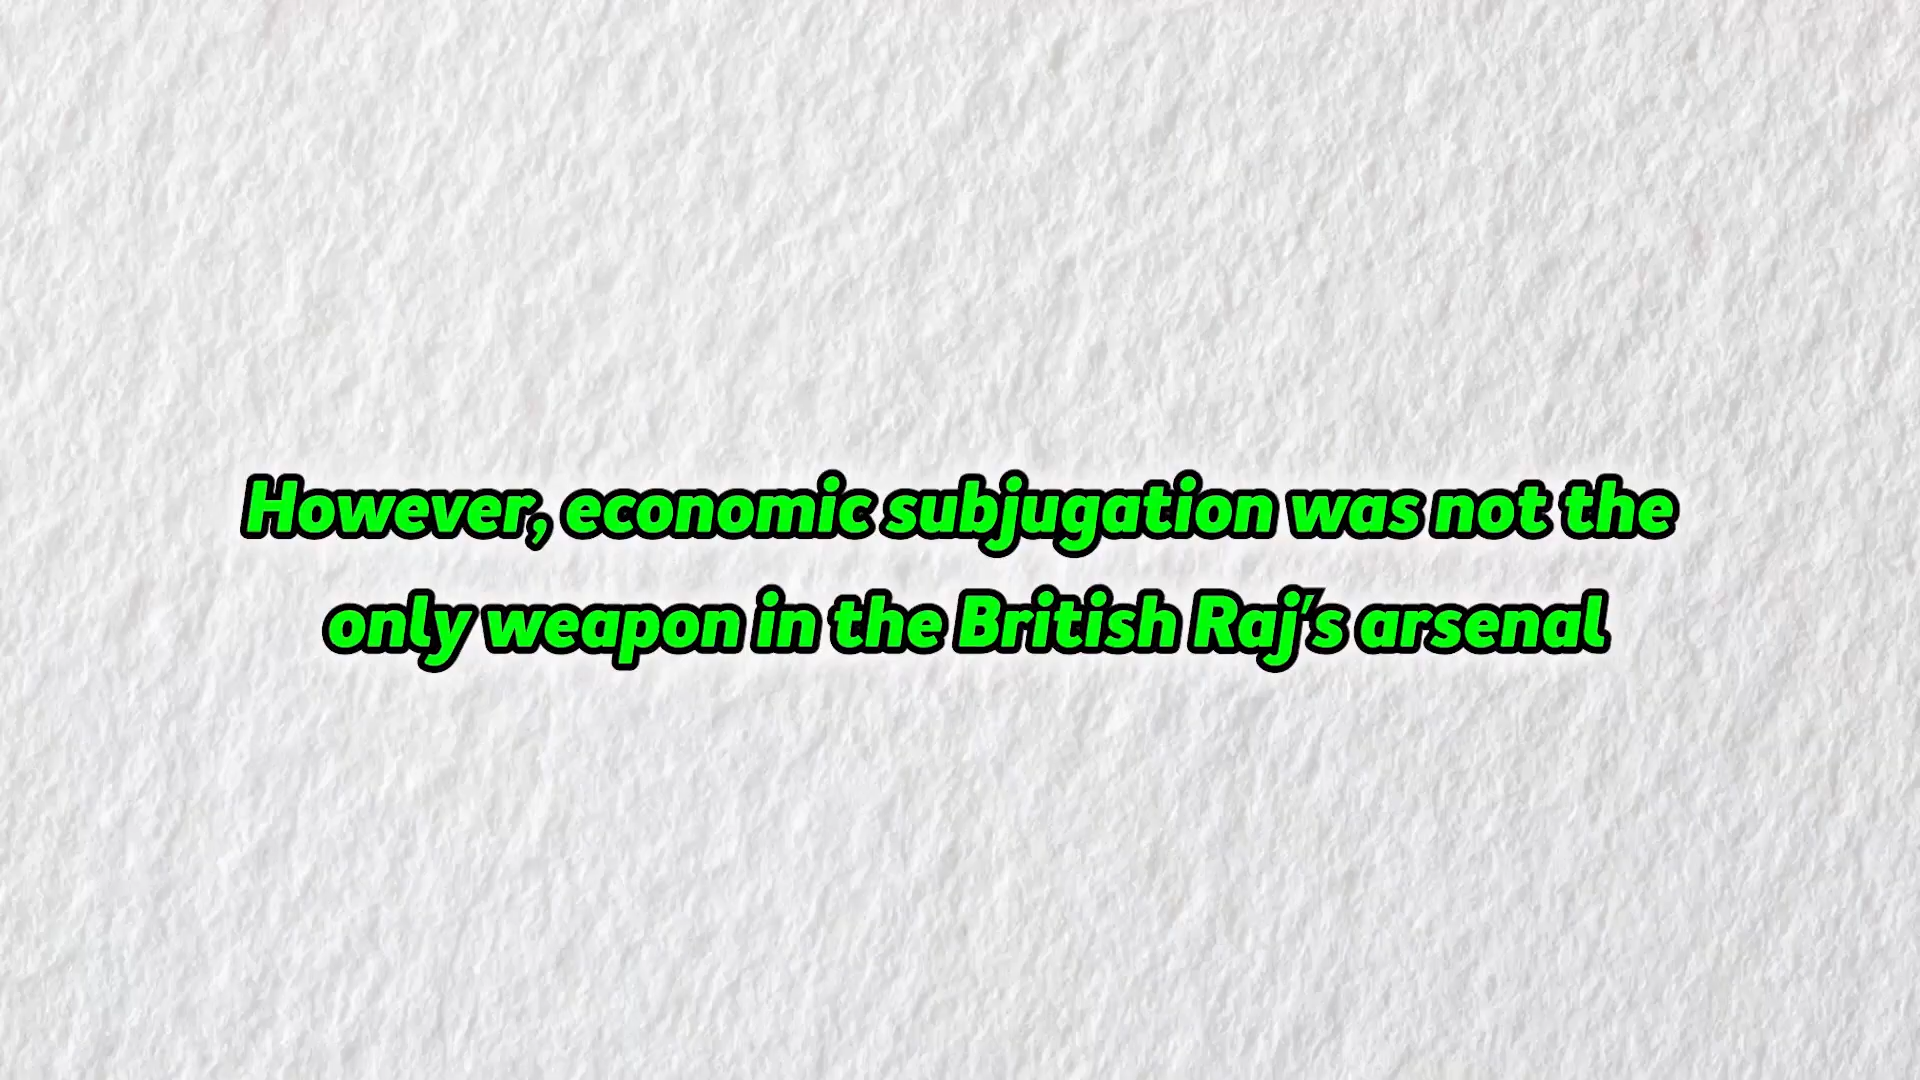 However, economic subjugation was not the
only weapon in the British Raj's arsenal